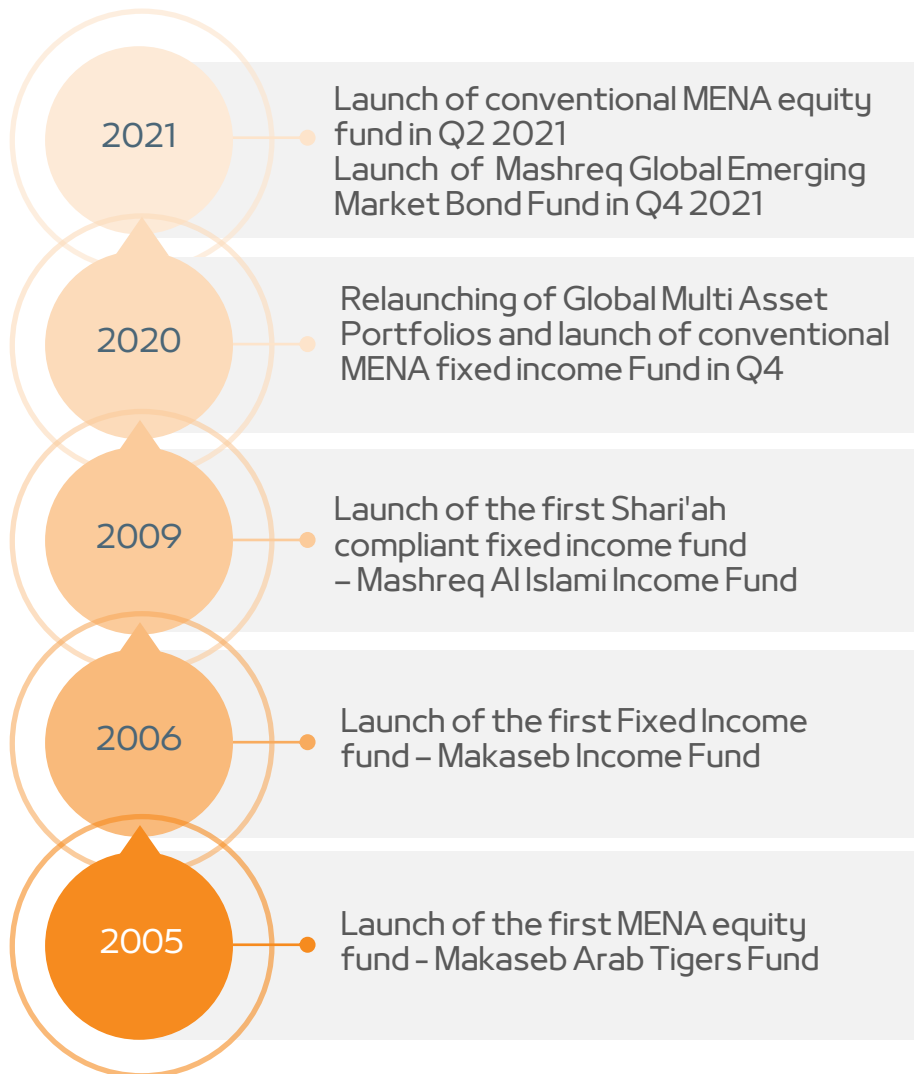 2021
Launch of conventional MENA equity
fund in Q2 2021
Launch of Mashreq Global Emerging
Market Bond Fund in Q4 2021
2020
Relaunching of Global Multi Asset
Portfolios and launch of conventional
MENA fixed income Fund in Q4
2009
Launch of the first Shari'ah
compliant fixed income fund
– Mashreq Al Islami Income Fund
2006
Launch of the first Fixed Income
fund – Makaseb Income Fund
2005
Launch of the first MENA equity
fund - Makaseb Arab Tigers Fund